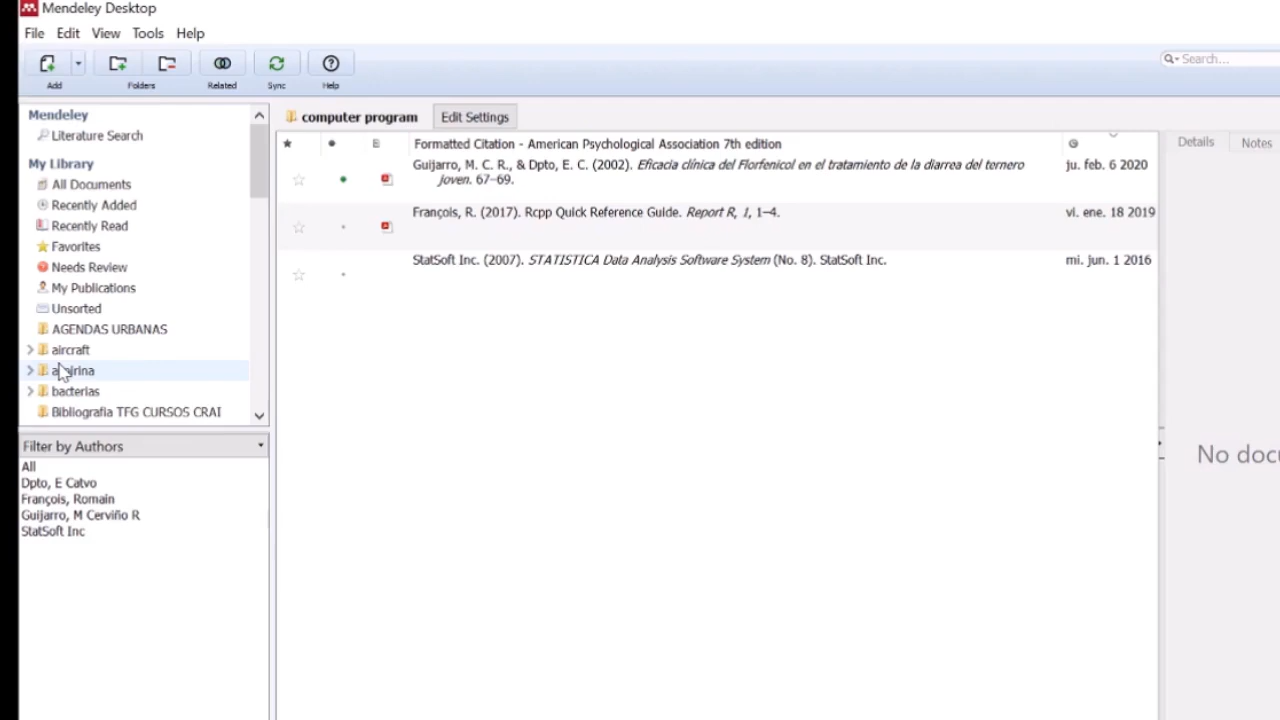 Mendeley Desktop
File Edit View Tools Help
Add Folders Related Sync Help
Search...
Mendeley
Literature Search
My Library
All Documents
Recently Added
Recently Read
Favorites
Needs Review
My Publications
Unsorted
AGENDAS URBANAS
aircraft
bacterias
Bibliografia TFG CURSOS CRAI
Filter by Authors
All
Dpto, E Catvo
François, Romain
Guijarro, M Cerviño R
StatSoft Inc
computer program Edit Settings
Formatted Citation - American Psychological Association 7th edition
Guijarro, M. C. R., & Dpto, E. C. (2002). Eficacia clínica del Florfenicol en el tratamiento de la diarrea del ternero ju. feb. 6 2020
joven. 67–69.
François, R. (2017). Rcpp Quick Reference Guide. Report R, 1, 1–4. vi. ene. 18 2019
StatSoft Inc. (2007). STATISTICA Data Analysis Software System (No. 8). StatSoft Inc. mi. jun. 1 2016
Details Notes
No docu